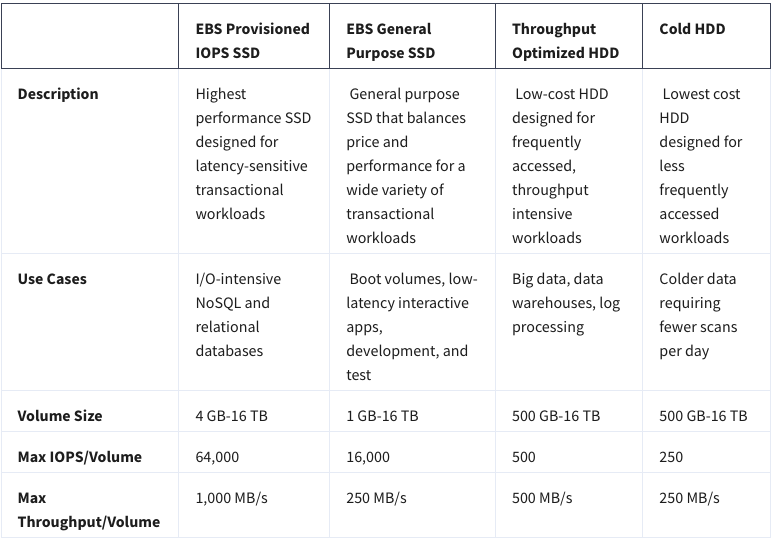 EBS Provisioned IOPS SSD
EBS General Purpose SSD
Throughput Optimized HDD
Cold HDD
Description
Highest
performance SSD
designed for
latency-sensitive
transactional
workloads
General purpose
SSD that balances
price and
performance for a
wide variety of
transactional
workloads
Low-cost HDD
designed for
frequently
accessed,
throughput
intensive
workloads
Lowest cost
HDD
designed for
less
frequently
accessed
workloads
Use Cases
I/O-intensive
NoSQL and
relational
databases
Boot volumes, low-
latency interactive
apps,
development, and
test
Big data, data
warehouses, log
processing
Colder data
requiring
fewer scans
per day
Volume Size
4 GB-16 TB
1 GB-16 TB
500 GB-16 TB
500 GB-16 TB
Max IOPS/Volume
64,000
16,000
500
250
Max
Throughput/Volume
1,000 MB/s
250 MB/s
500 MB/s
250 MB/s